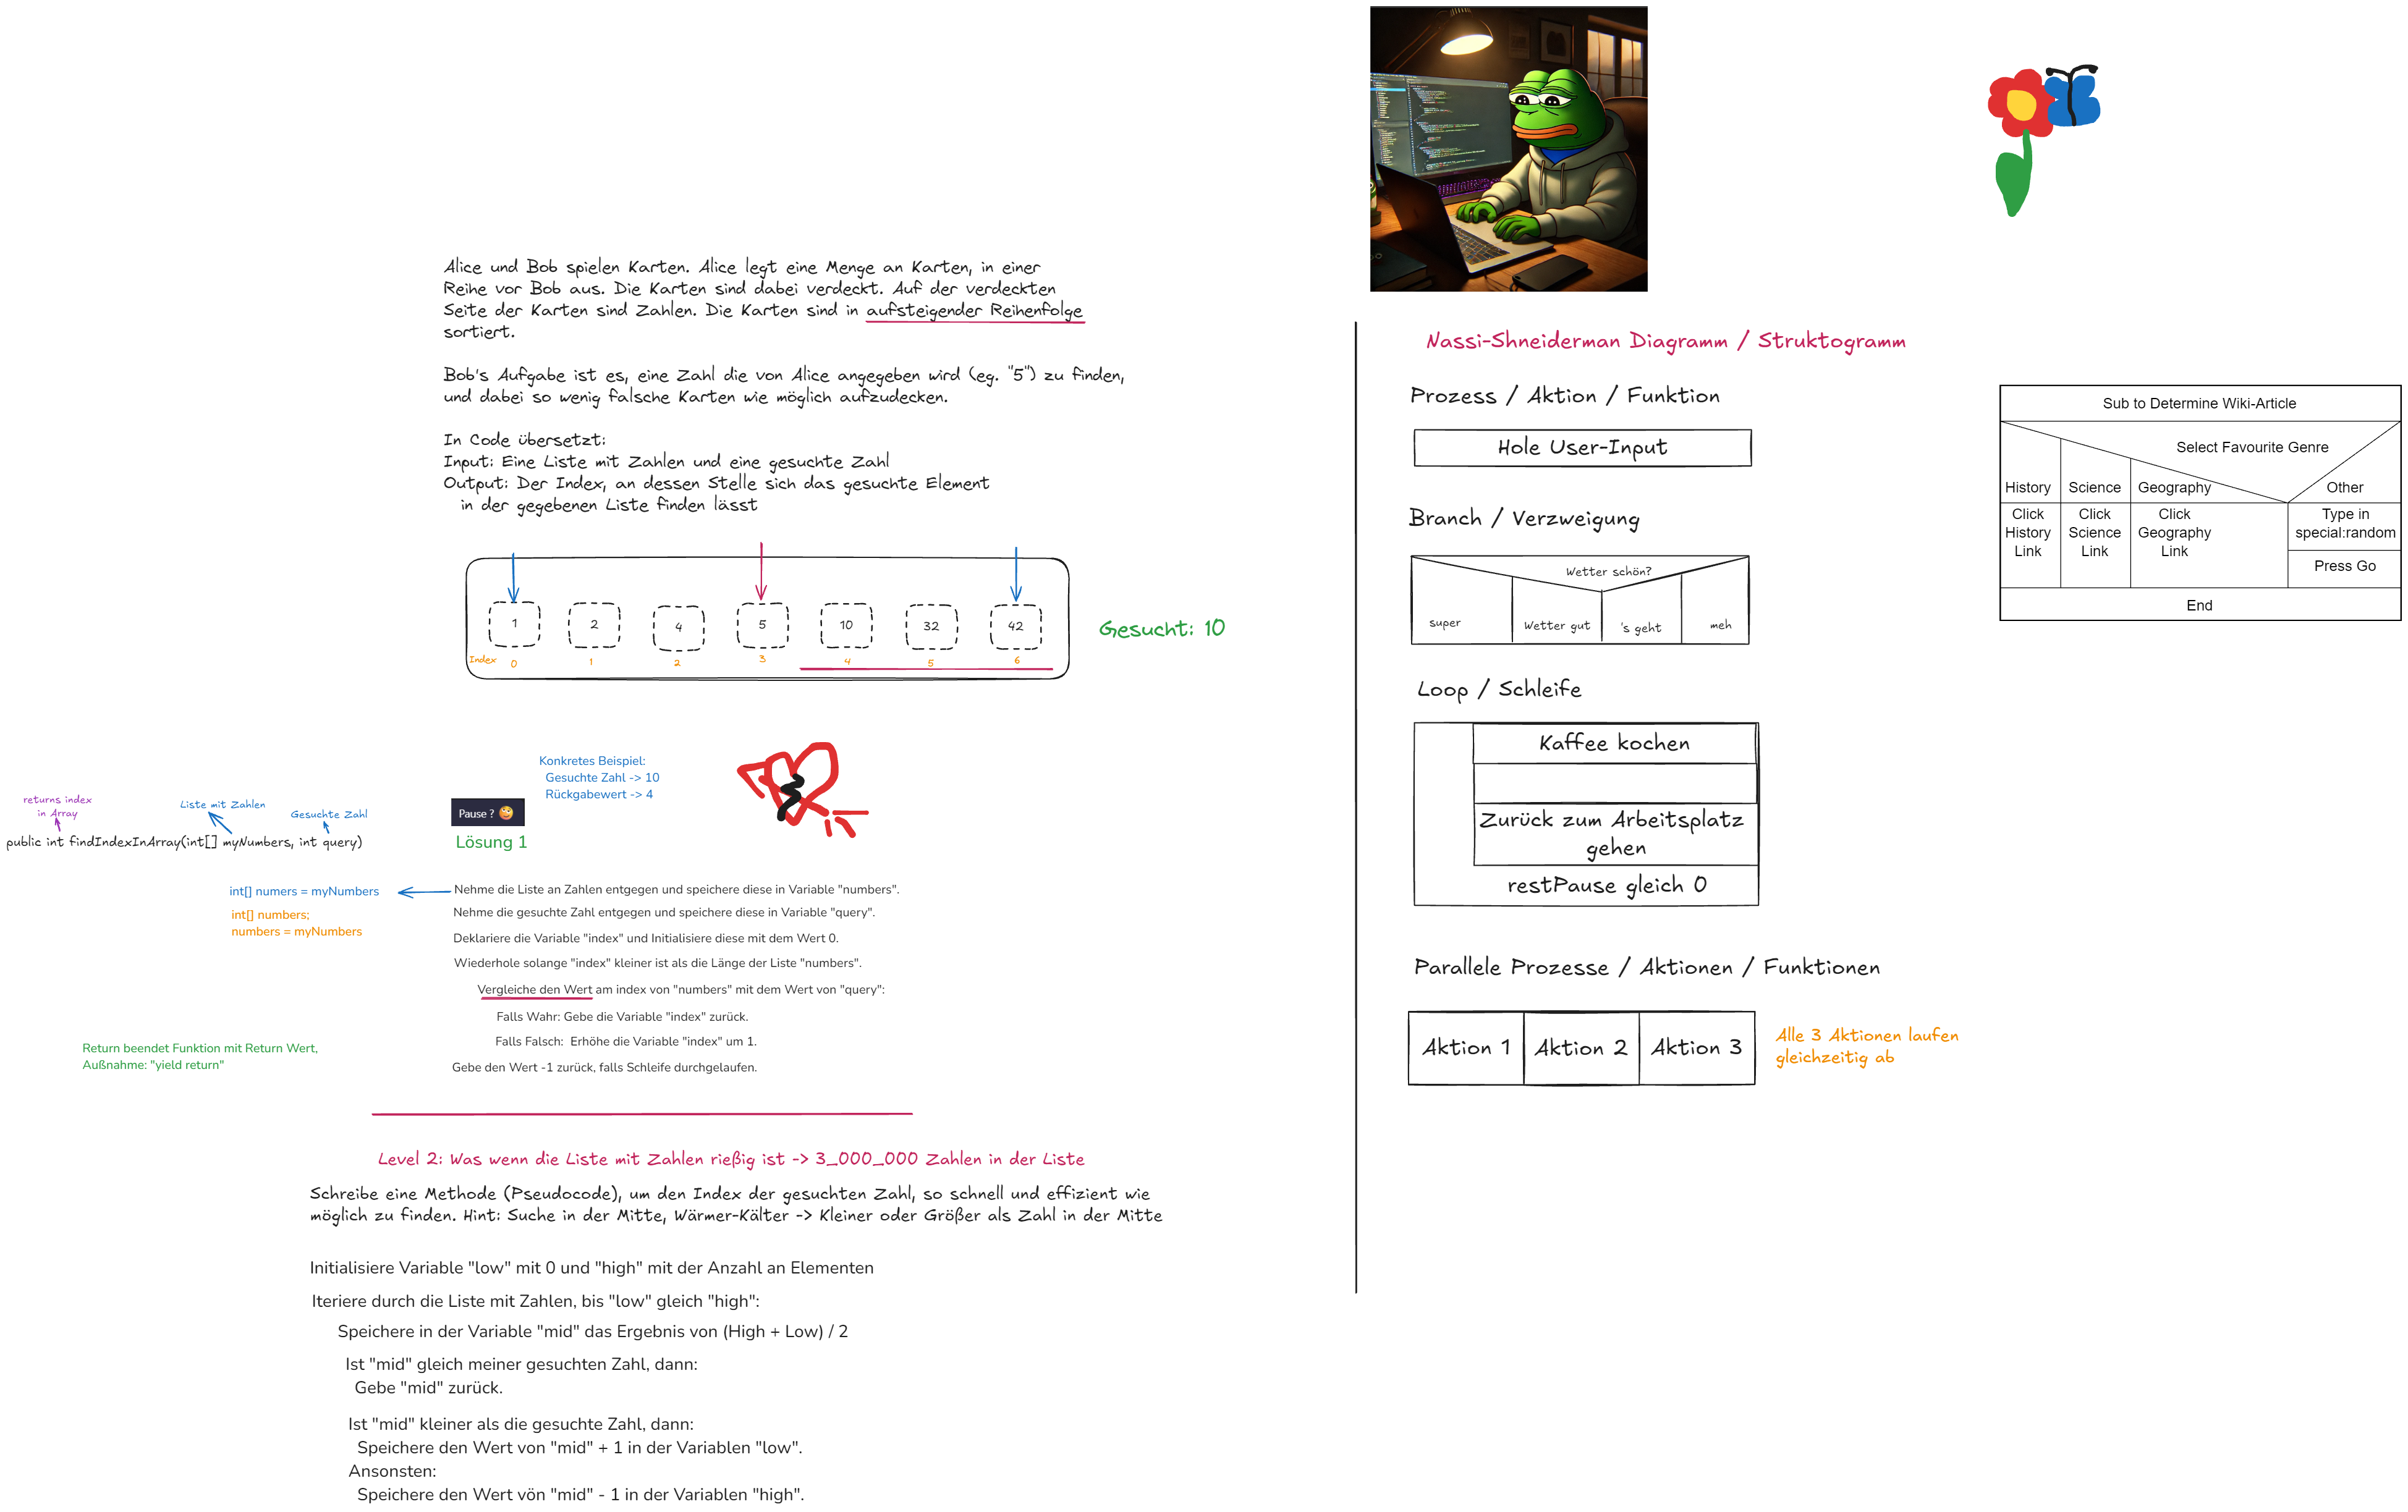 Alice und Bob spielen Karten. Alice legt eine Menge an Karten, in einer
Reihe vor Bob aus. Die Karten sind dabei verdeckt. Auf der verdeckten
Seite der Karten sind Zahlen. Die Karten sind in aufsteigender Reihenfolge
sortiert.
Bob's Aufgabe ist es, eine Zahl die von Alice angegeben wird (eg. "5") zu finden,
und dabei so wenig falsche Karten wie möglich aufzudecken.
In Code übersetzt:
Input: Eine Liste mit Zahlen und eine gesuchte Zahl
Output: Der Index, an dessen Stelle sich das gesuchte Element
in der gegebenen Liste finden lässt
1 2 4 5 10 32 42
Index 0 1 2 3 4 5 6
Gesucht: 10
Konkretes Beispiel:
Gesuchte Zahl -> 10
Rückgabewert -> 4
returns index
in Array
Liste mit Zahlen
Gesuchte Zahl
public int findIndexInArray(int[] myNumbers, int query)
Pause ?
Lösung 1
int[] numers = myNumbers
int[] numbers;
numbers = myNumbers
Nehme die Liste an Zahlen entgegen und speichere diese in Variable "numbers".
Nehme die gesuchte Zahl entgegen und speichere diese in Variable "query".
Deklariere die Variable "index" und Initialisiere diese mit dem Wert 0.
Wiederhole solange "index" kleiner ist als die Länge der Liste "numbers".
Vergleiche den Wert am index von "numbers" mit dem Wert von "query":
Falls Wahr: Gebe die Variable "index" zurück.
Falls Falsch: Erhöhe die Variable "index" um 1.
Gebe den Wert -1 zurück, falls Schleife durchgelaufen.
Return beendet Funktion mit Return Wert,
Außnahme: "yield return"
Level 2: Was wenn die Liste mit Zahlen rießig ist -> 3_000_000 Zahlen in der Liste
Schreibe eine Methode (Pseudocode), um den Index der gesuchten Zahl, so schnell und effizient wie
möglich zu finden. Hint: Suche in der Mitte, Wärmer-Kälter -> Kleiner oder Größer als Zahl in der Mitte
Initialisiere Variable "low" mit 0 und "high" mit der Anzahl an Elementen
Iteriere durch die Liste mit Zahlen, bis "low" gleich "high":
Speichere in der Variable "mid" das Ergebnis von (High + Low) / 2
Ist "mid" gleich meiner gesuchten Zahl, dann:
Gebe "mid" zurück.
Ist "mid" kleiner als die gesuchte Zahl, dann:
Speichere den Wert von "mid" + 1 in der Variablen "low".
Ansonsten:
Speichere den Wert vön "mid" - 1 in der Variablen "high".
Nassi-Shneiderman Diagramm / Struktogramm
Prozess / Aktion / Funktion
Hole User-Input
Branch / Verzweigung
Wetter schön?
super
Wetter gut
's geht
meh
Loop / Schleife
Kaffee kochen
Zurück zum Arbeitsplatz
gehen
restPause gleich 0
Parallele Prozesse / Aktionen / Funktionen
Aktion 1
Aktion 2
Aktion 3
Alle 3 Aktionen laufen
gleichzeitig ab
Sub to Determine Wiki-Article
Select Favourite Genre
History
Science
Geography
Other
Click
History
Link
Click
Science
Link
Click
Geography
Link
Type in
special:random
Press Go
End